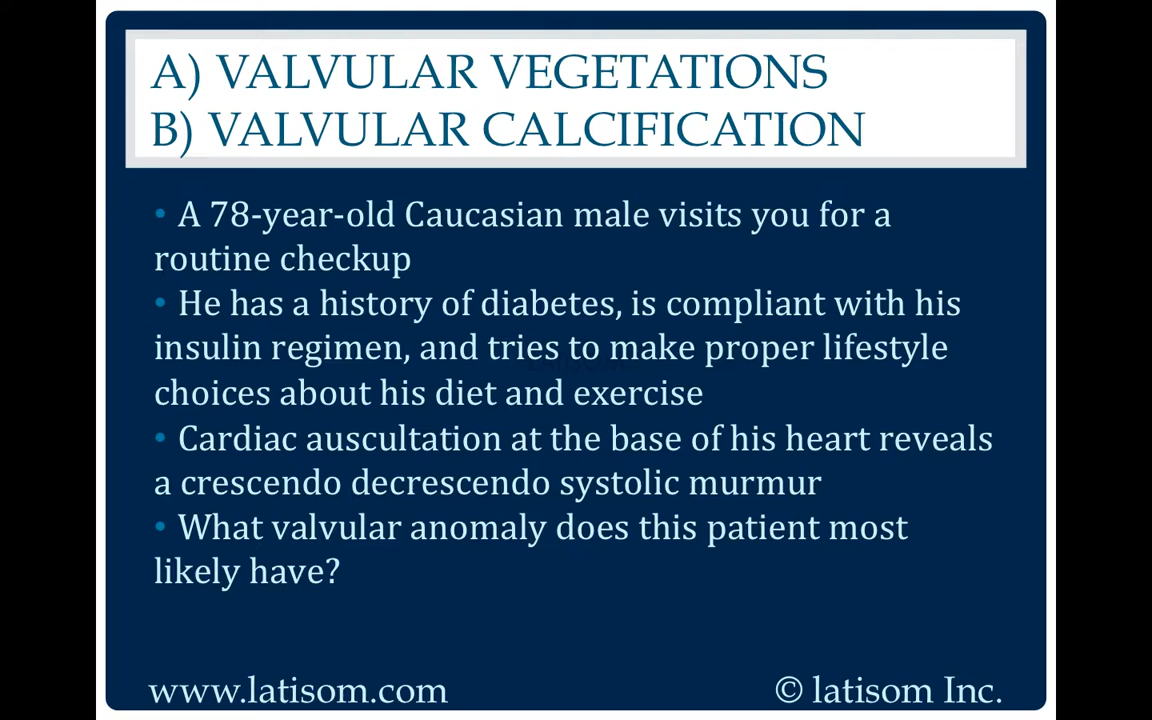 A) VALVULAR VEGETATIONS
B) VALVULAR CALCIFICATION
• A 78-year-old Caucasian male visits you for a
routine checkup
• He has a history of diabetes, is compliant with his
insulin regimen, and tries to make proper lifestyle
choices about his diet and exercise
• Cardiac auscultation at the base of his heart reveals
a crescendo decrescendo systolic murmur
• What valvular anomaly does this patient most
likely have?
www.latisom.com © latisom Inc.